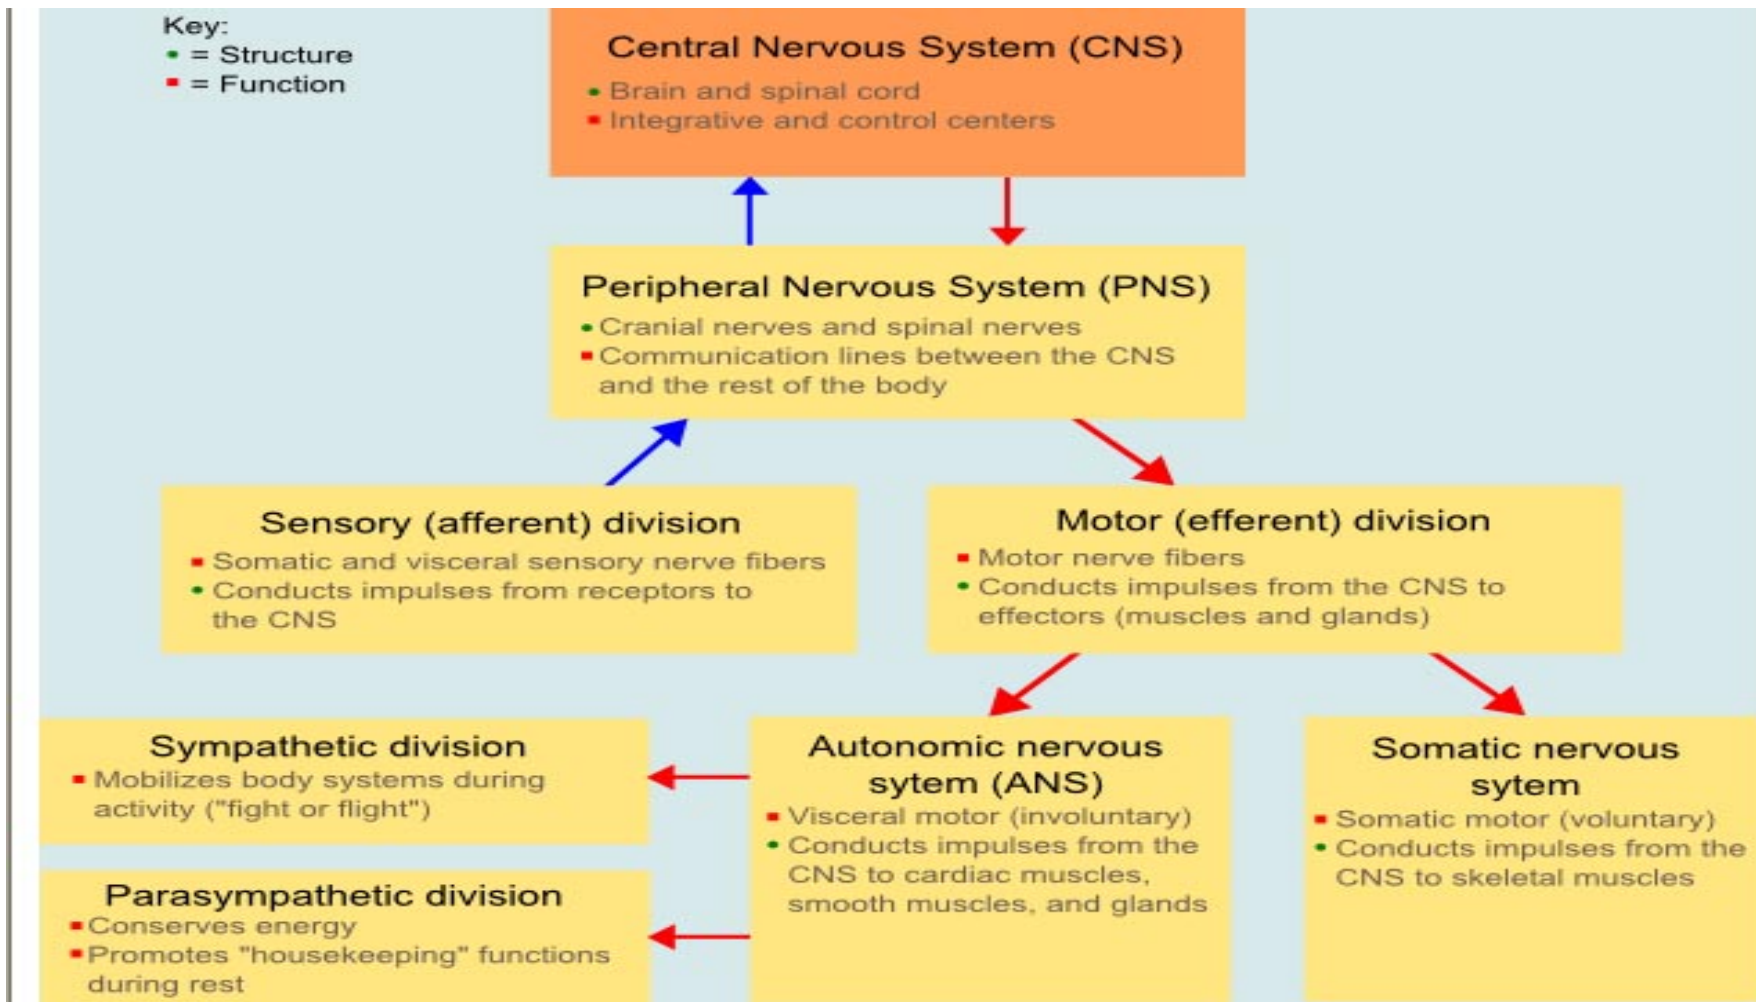 Key:
• = Structure
▪ = Function
Central Nervous System (CNS)
• Brain and spinal cord
▪ Integrative and control centers
Peripheral Nervous System (PNS)
• Cranial nerves and spinal nerves
▪ Communication lines between the CNS
and the rest of the body
Sensory (afferent) division
▪ Somatic and visceral sensory nerve fibers
• Conducts impulses from receptors to
the CNS
Motor (efferent) division
▪ Motor nerve fibers
• Conducts impulses from the CNS to
effectors (muscles and glands)
Sympathetic division
▪ Mobilizes body systems during
activity ("fight or flight")
Parasympathetic division
▪ Conserves energy
▪ Promotes "housekeeping" functions
during rest
Autonomic nervous
sytem (ANS)
▪ Visceral motor (involuntary)
• Conducts impulses from the
CNS to cardiac muscles,
smooth muscles, and glands
Somatic nervous
sytem
▪ Somatic motor (voluntary)
• Conducts impulses from the
CNS to skeletal muscles